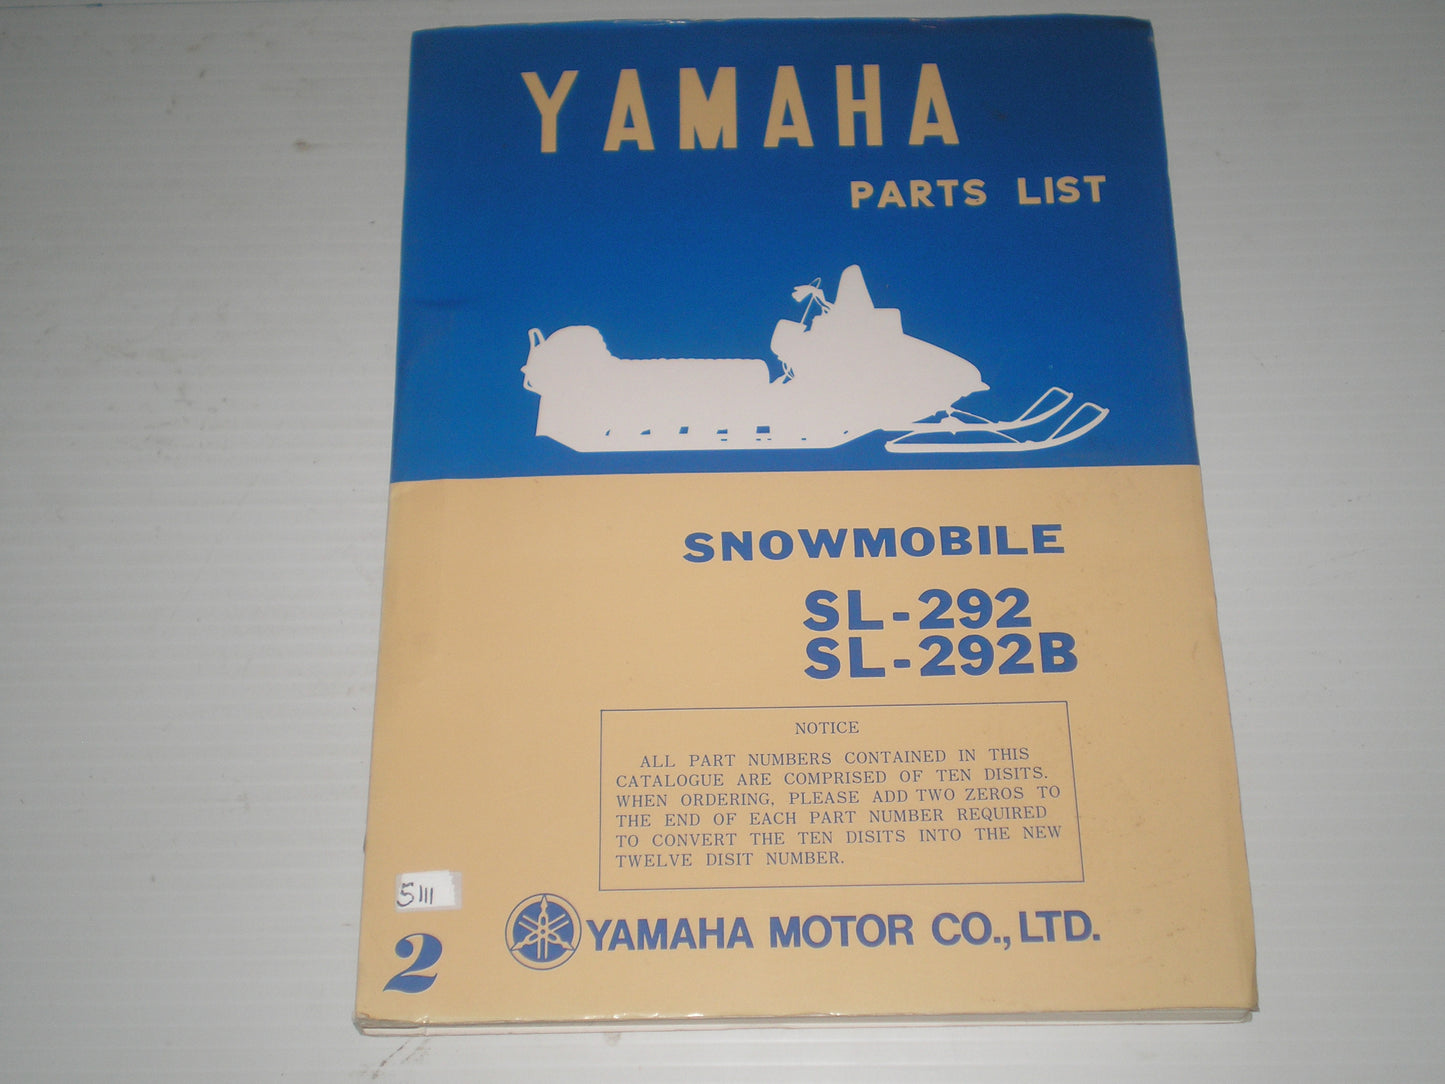 YAMAHA
PARTS LIST
SNOWMOBILE
SL-292
SL-292B
NOTICE
ALL PART NUMBERS CONTAINED IN THIS
CATALOGUE ARE COMPRISED OF TEN DISITS.
WHEN ORDERING, PLEASE ADD TWO ZEROS TO
THE END OF EACH PART NUMBER REQUIRED
TO CONVERT THE TEN DISITS INTO THE NEW
TWELVE DISIT NUMBER.
5111
2
YAMAHA MOTOR CO., LTD.